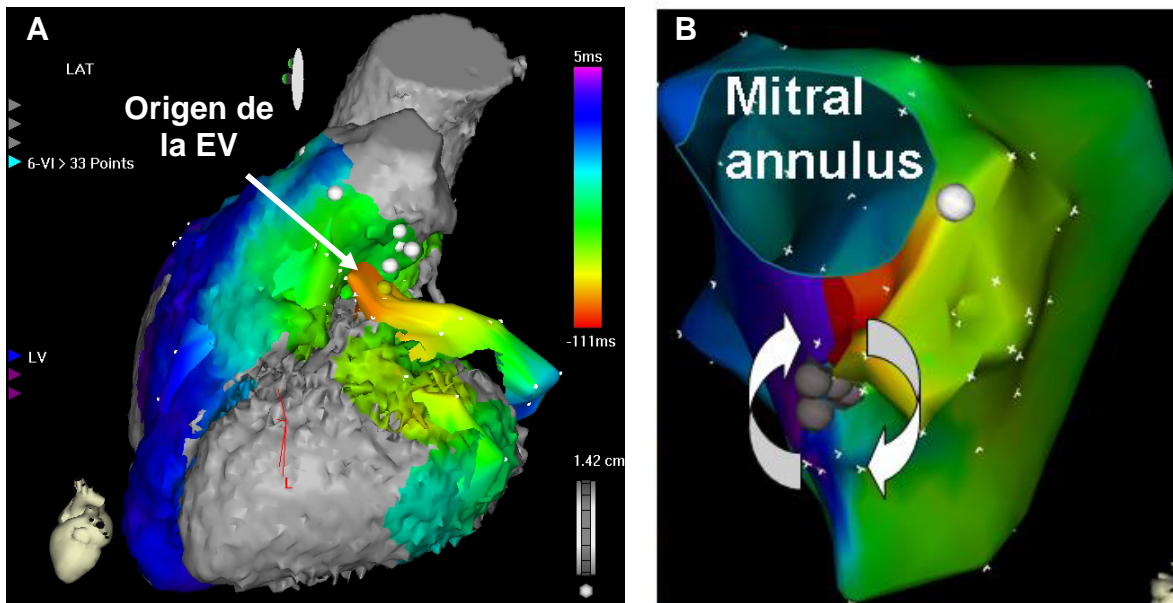 A
LAT
5ms
Origen de
la EV
6-VI > 33 Points
-111ms
LV
1.42 cm
L
B
Mitral
annulus